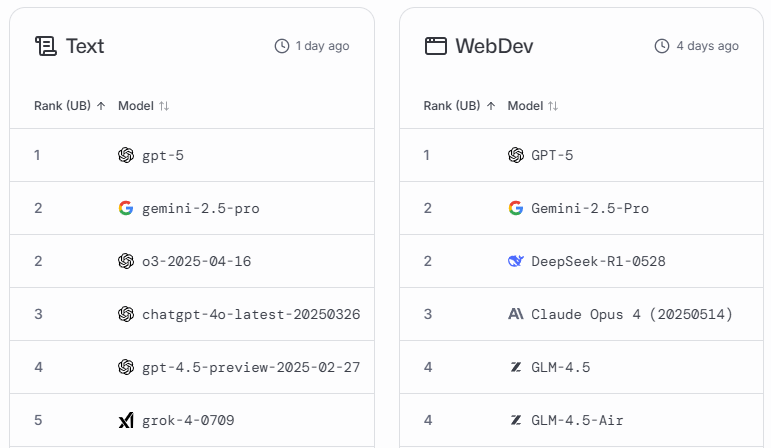 Text
1 day ago
Rank (UB) ↑ Model ↑↓
1 gpt-5
2 gemini-2.5-pro
2 o3-2025-04-16
3 chatgpt-4o-latest-20250326
4 gpt-4.5-preview-2025-02-27
5 grok-4-0709
WebDev
4 days ago
Rank (UB) ↑ Model ↑↓
1 GPT-5
2 Gemini-2.5-Pro
2 DeepSeek-R1-0528
3 Claude Opus 4 (20250514)
4 GLM-4.5
4 GLM-4.5-Air